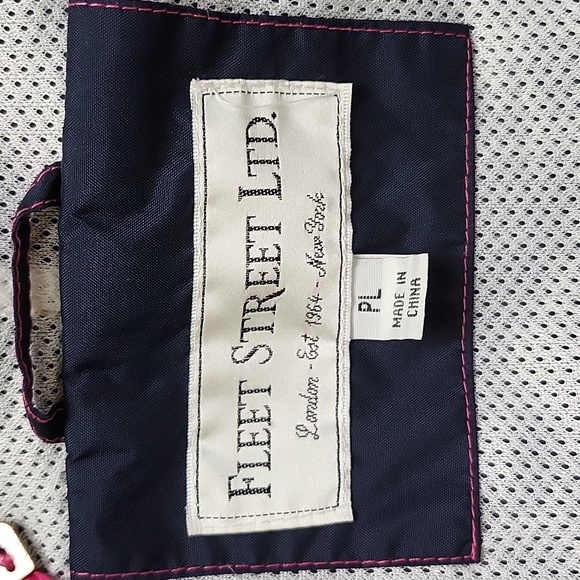 FLEET STREET LTD.
London - Est 1964 - New York
PL
MADE IN
CHINA